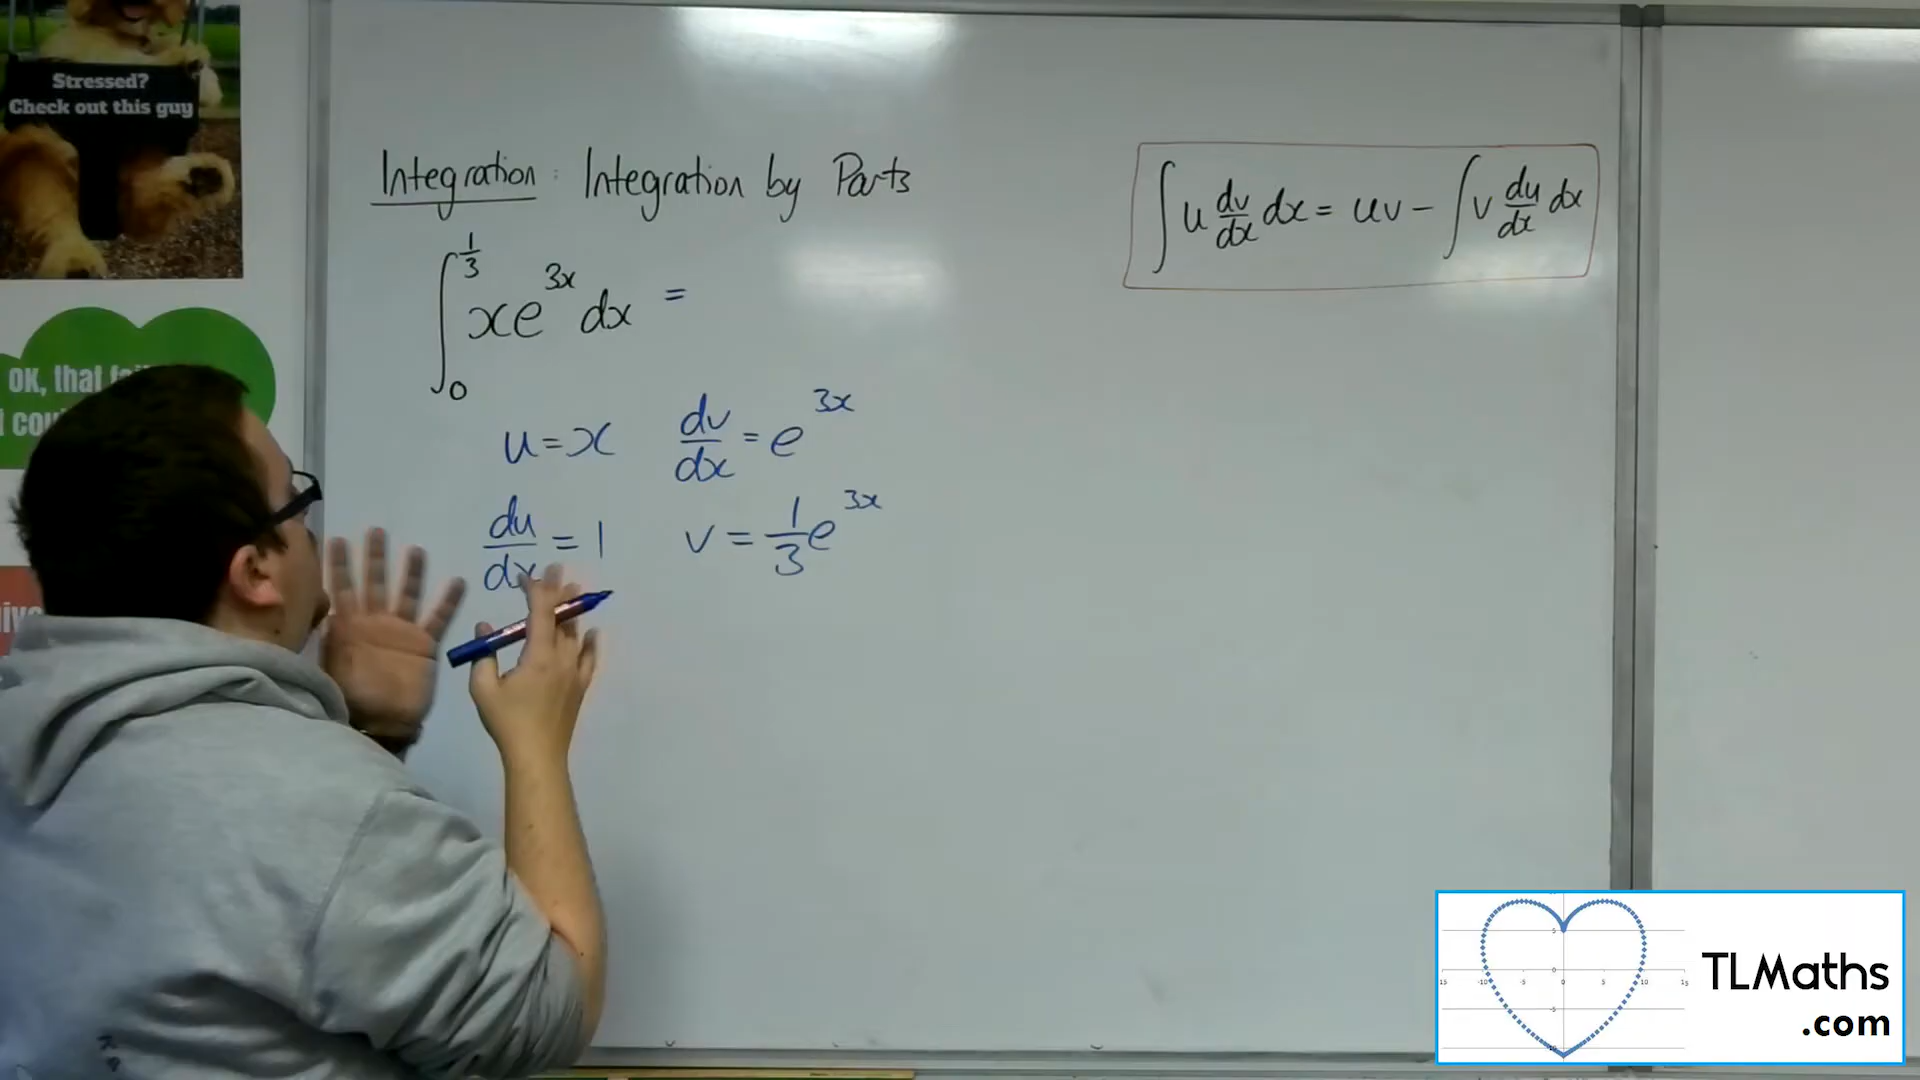 Stressed?
Check out this guy
Integration : Integration by Parts
∫u dv/dx dx = uv − ∫v du/dx dx
∫₀^(1/3) xe^(3x) dx =
u = x dv/dx = e^(3x)
du/dx = 1 v = 1/3 e^(3x)
OK, that
TLMaths
.com